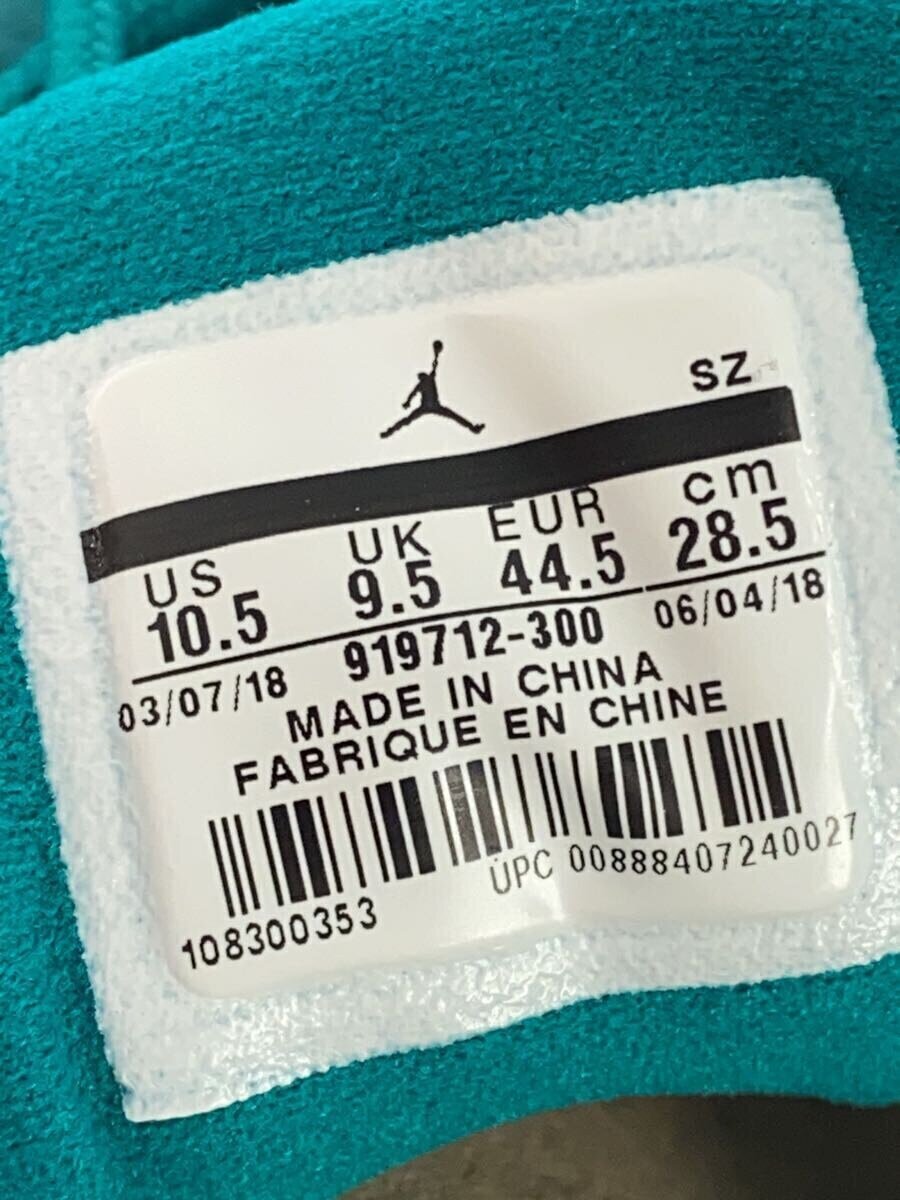 SZ
US UK EUR cm
10.5 9.5 44.5 28.5
03/07/18 919712-300 06/04/18
MADE IN CHINA
FABRIQUE EN CHINE
UPC 00888407240027
108300353